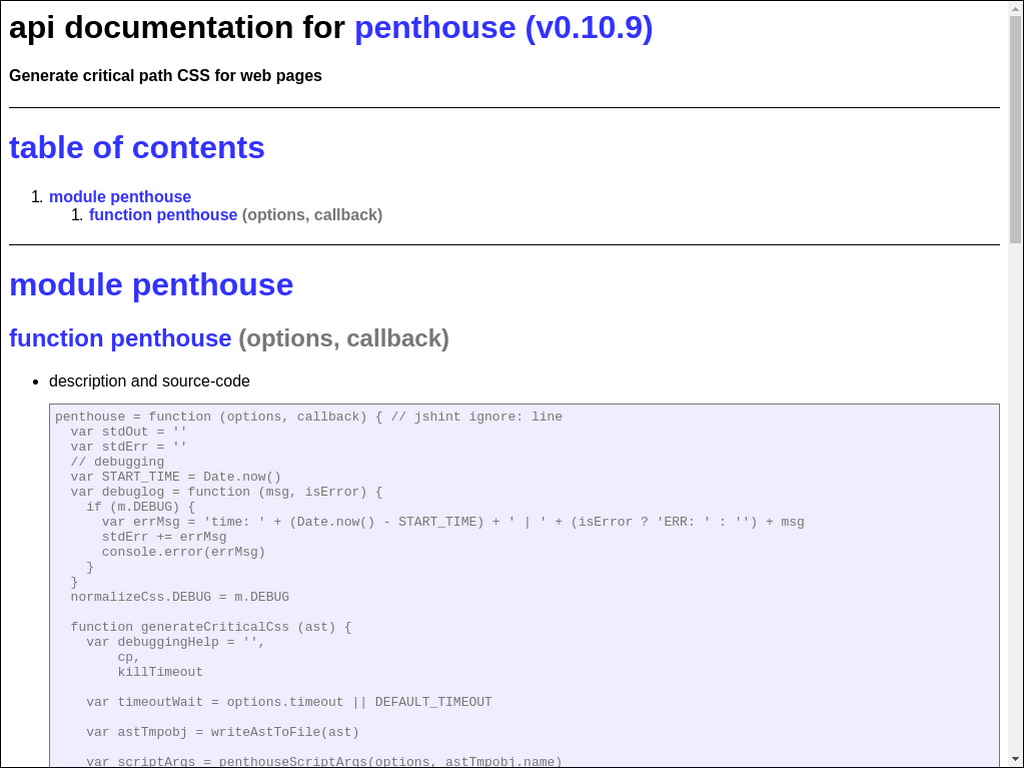 api documentation for penthouse (v0.10.9)
Generate critical path CSS for web pages
table of contents
1. module penthouse
1. function penthouse (options, callback)
module penthouse
function penthouse (options, callback)
• description and source-code
penthouse = function (options, callback) { // jshint ignore: line
  var stdOut = ''
  var stdErr = ''
  // debugging
  var START_TIME = Date.now()
  var debuglog = function (msg, isError) {
    if (m.DEBUG) {
      var errMsg = 'time: ' + (Date.now() - START_TIME) + ' | ' + (isError ? 'ERR: ' : '') + msg
      stdErr += errMsg
      console.error(errMsg)
    }
  }
  normalizeCss.DEBUG = m.DEBUG
  function generateCriticalCss (ast) {
    var debuggingHelp = '',
        cp,
        killTimeout
    var timeoutWait = options.timeout || DEFAULT_TIMEOUT
    var astTmpobj = writeAstToFile(ast)
    var scriptArgs = penthouseScriptArgs(options, astTmpobj.name)